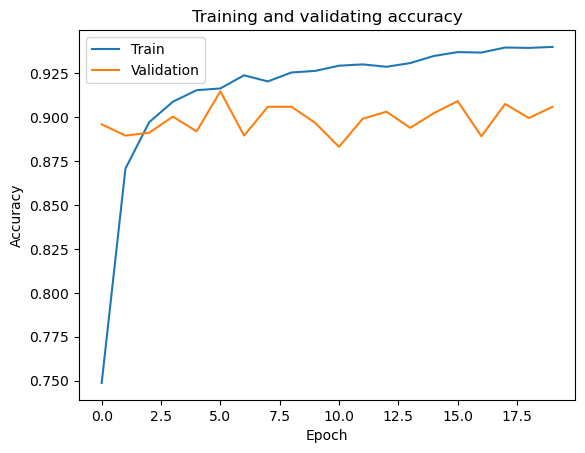 Training and validating accuracy
Train
Validation
0.925
0.900
0.875
0.850
0.825
0.800
0.775
0.750
Accuracy
0.0 2.5 5.0 7.5 10.0 12.5 15.0 17.5
Epoch